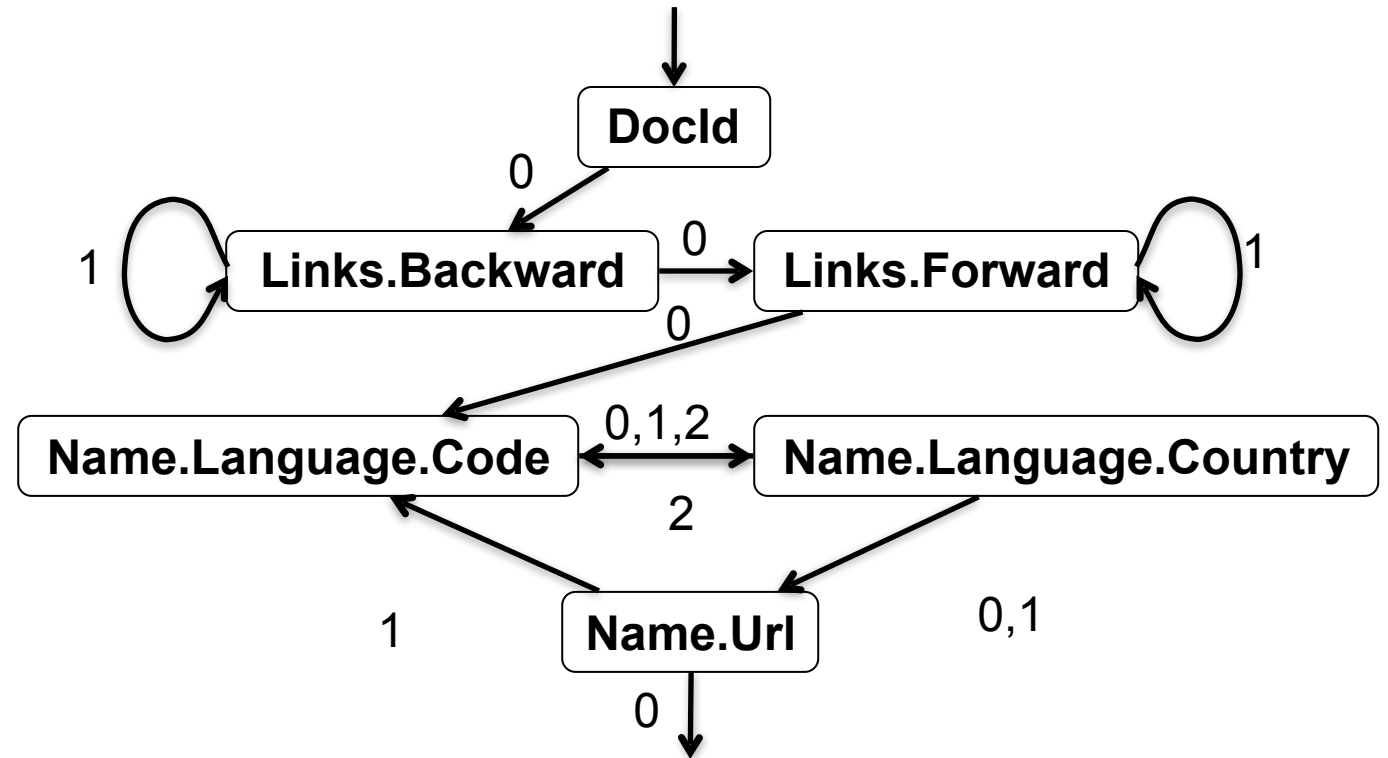 DocId
0
1
Links.Backward
0
Links.Forward
1
0
Name.Language.Code
0,1,2
Name.Language.Country
2
1
Name.Url
0,1
0